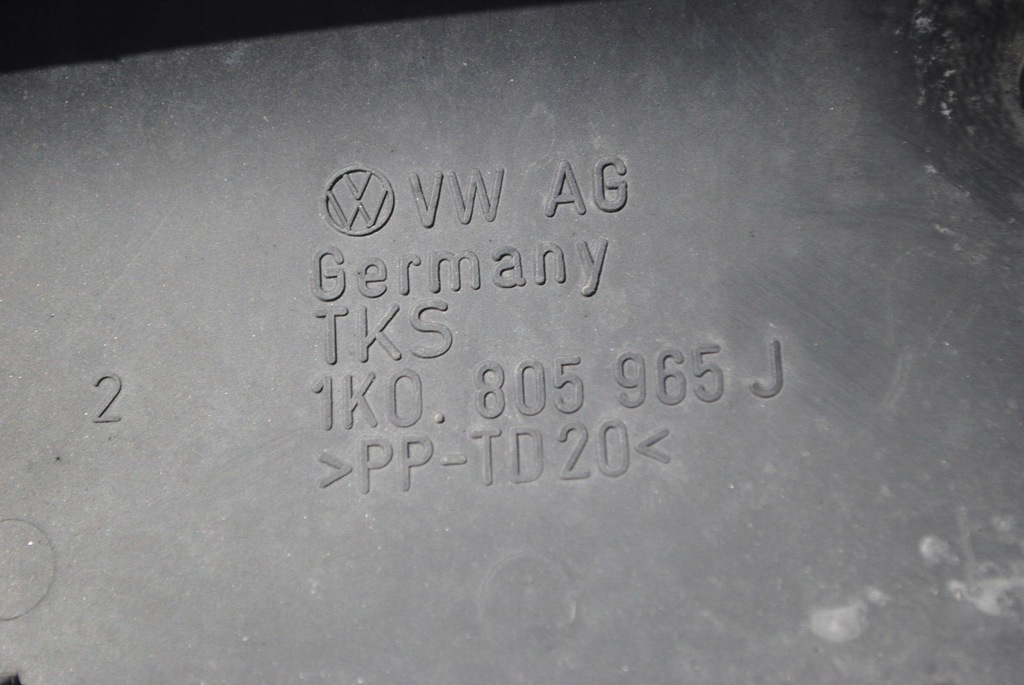 VW AG
Germany
TKS
1K0. 805 965 J
>PP-TD20<
2